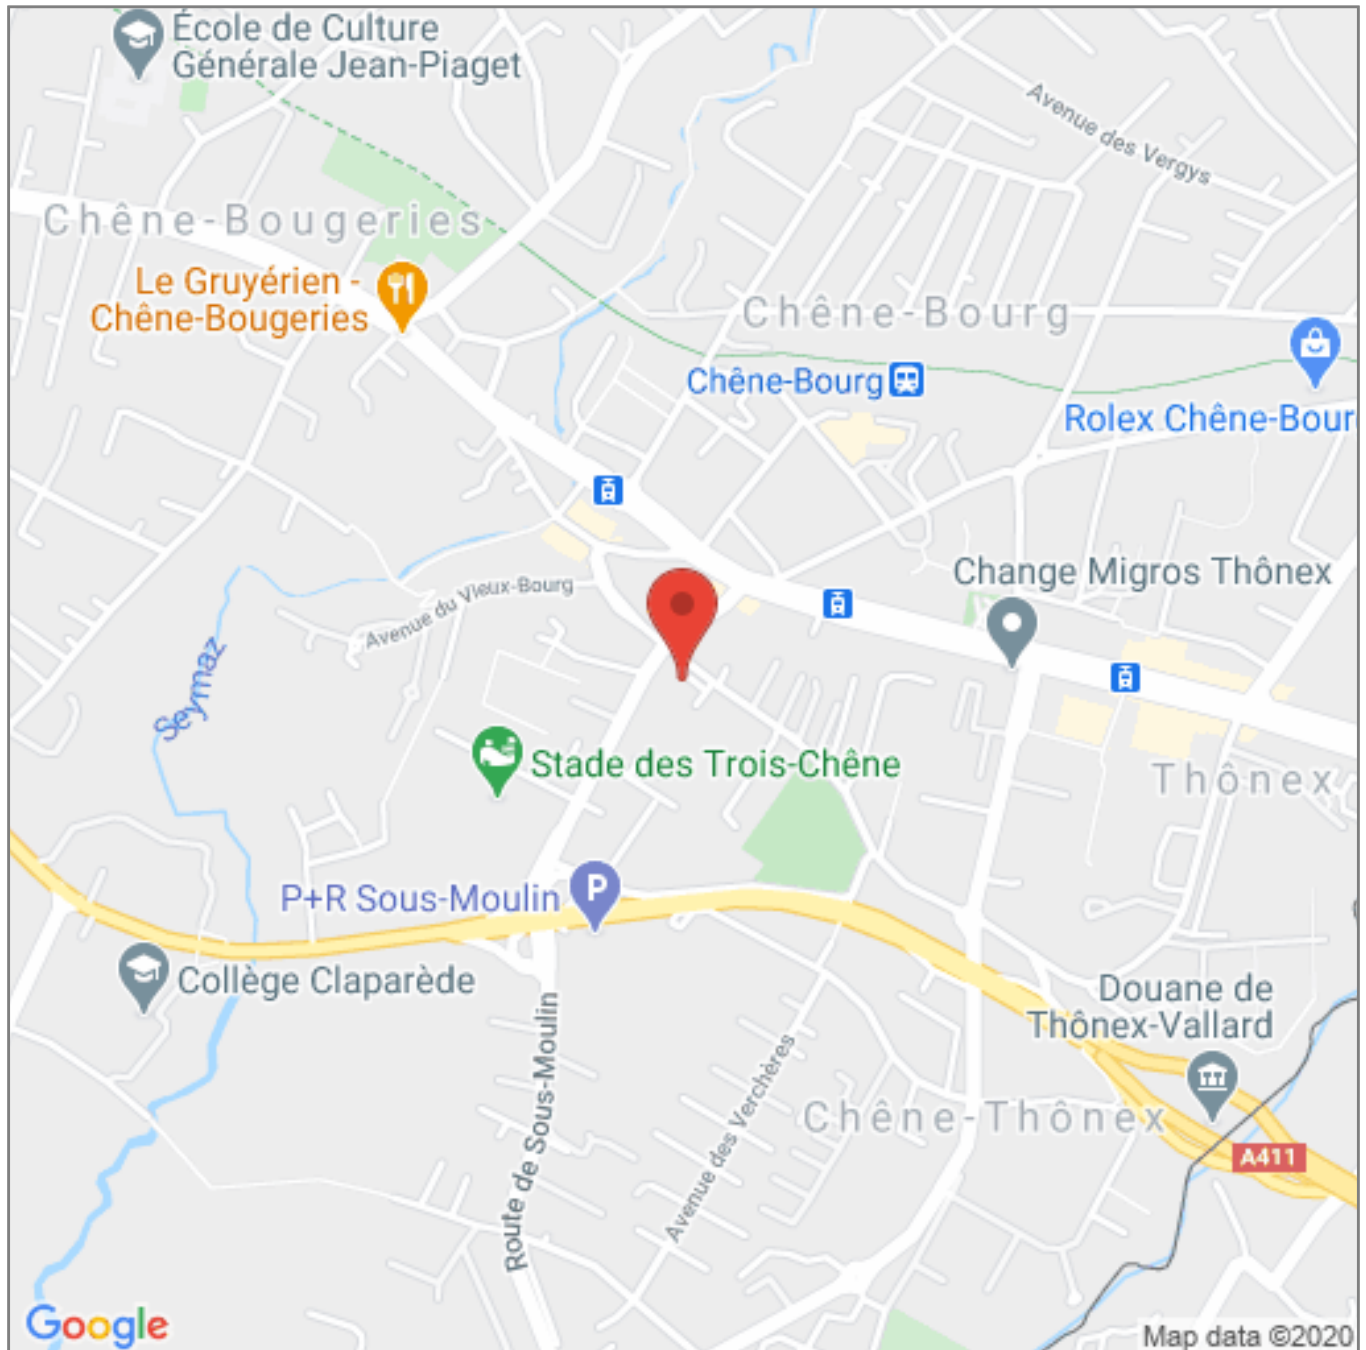 École de Culture
Générale Jean-Piaget
Avenue des Vergys
Chêne-Bougeries
Le Gruyérien -
Chêne-Bougeries
Chêne-Bourg
Chêne-Bourg
Rolex Chêne-Bour
Change Migros Thônex
Avenue du Vieux-Bourg
Seymaz
Stade des Trois-Chêne
Thônex
P+R Sous-Moulin
Collège Claparède
Douane de
Thônex-Vallard
Route de Sous-Moulin
Avenue des Verchères
Chêne-Thônex
A411
Google
Map data ©2020